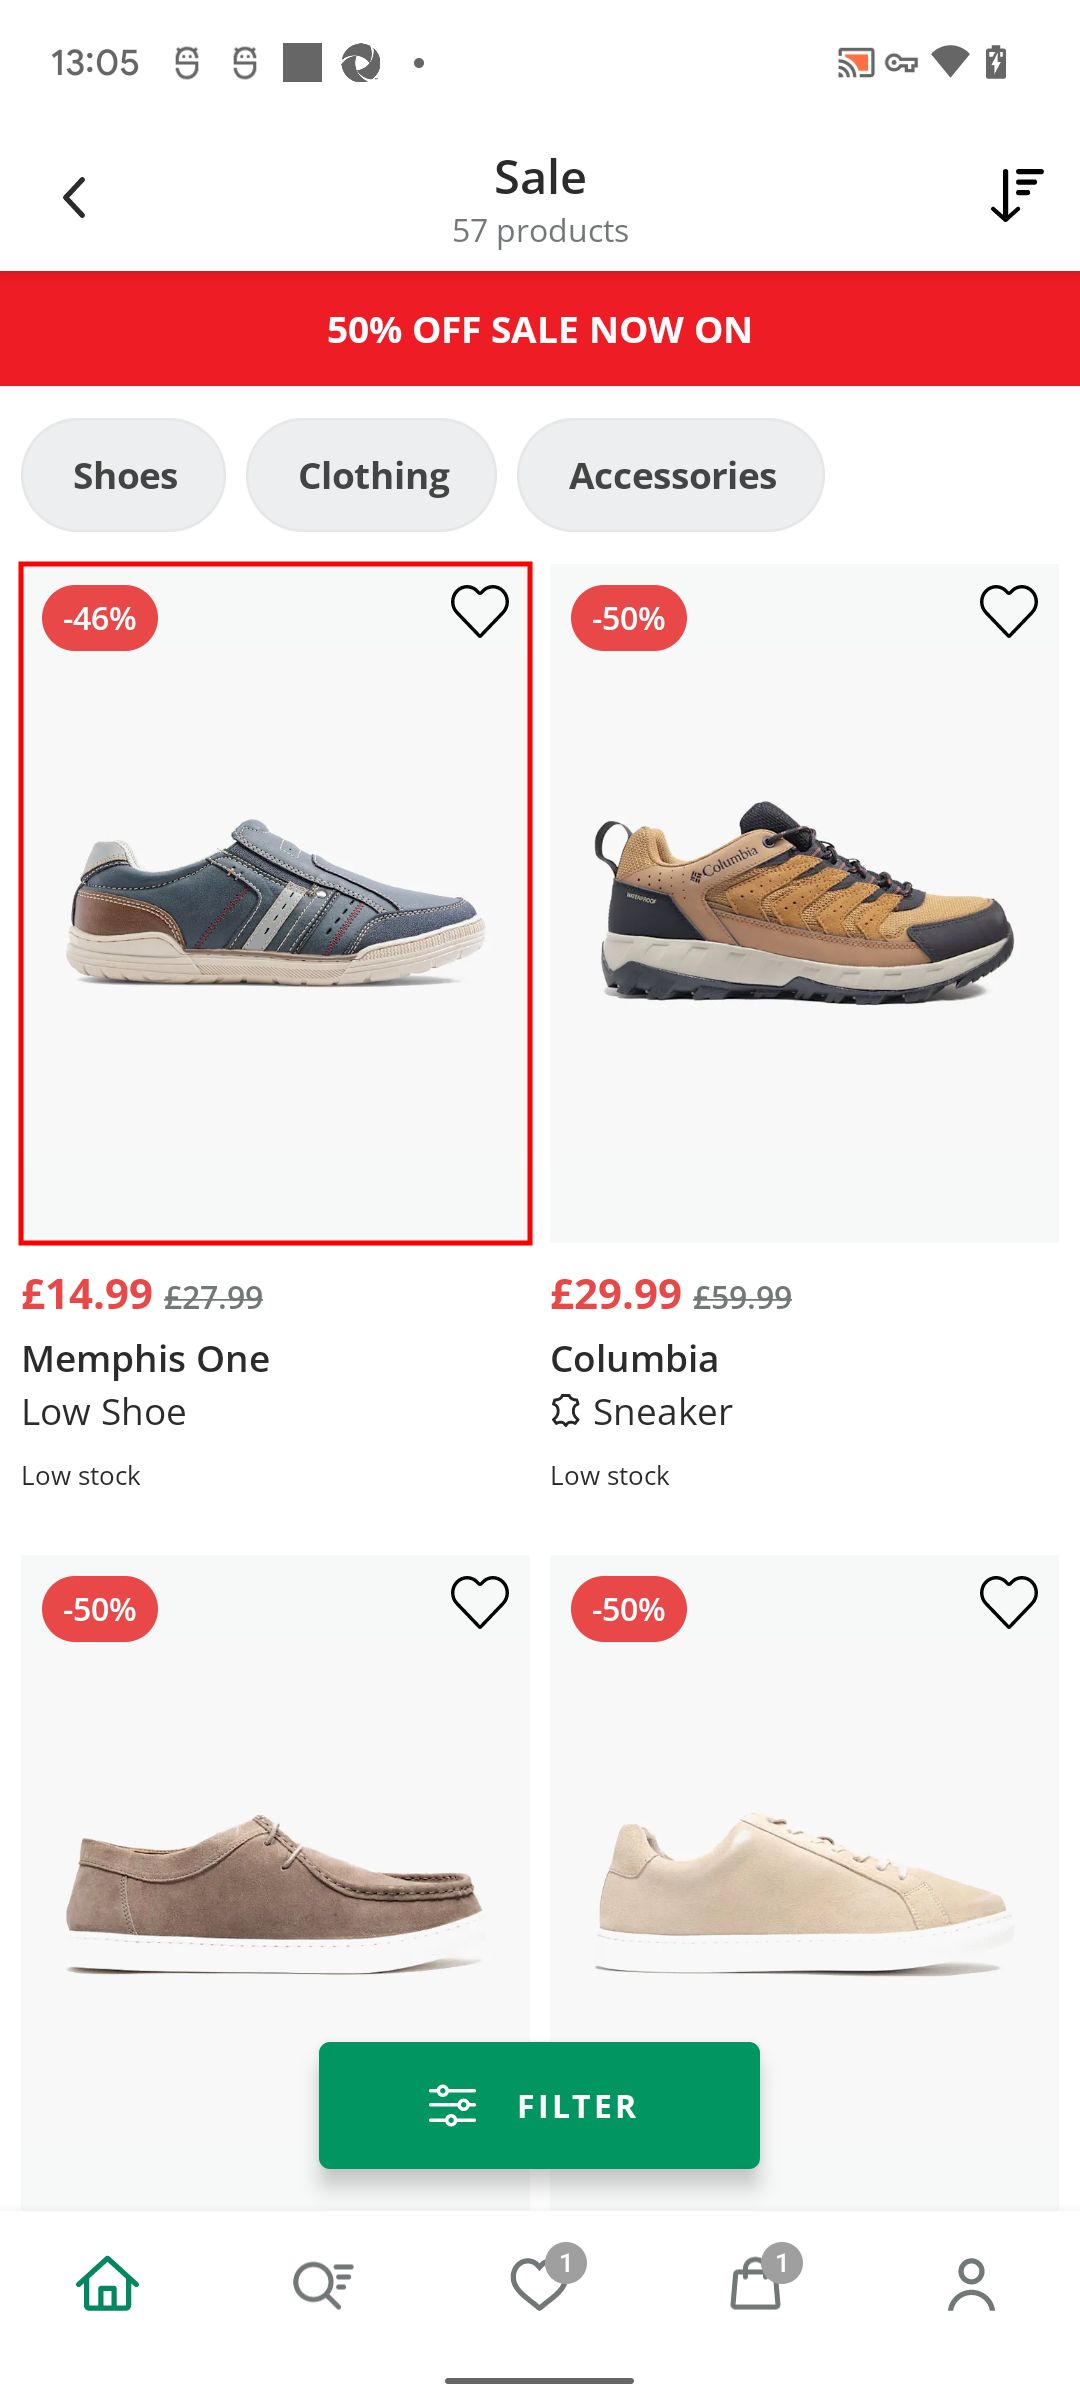 13:05
Sale
57 products
50% OFF SALE NOW ON
Shoes
Clothing
Accessories
-46%
-50%
Columbia
WATERPROOF
£14.99 £27.99
Memphis One
Low Shoe
Low stock
£29.99 £59.99
Columbia
Sneaker
Low stock
-50%
-50%
FILTER
1
1